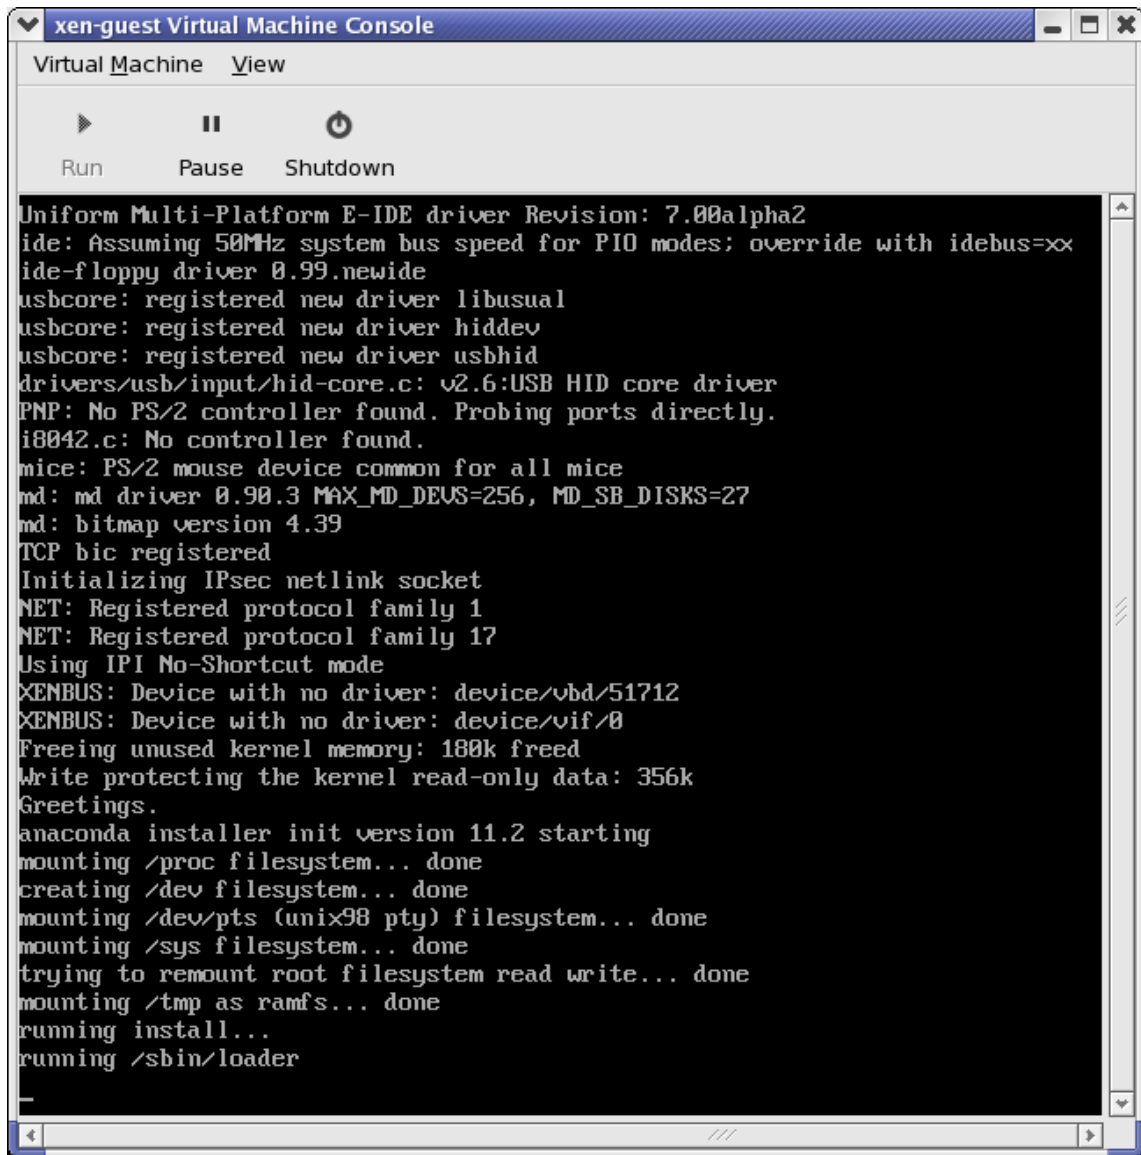 xen-guest Virtual Machine Console
Virtual Machine View
Run Pause Shutdown
Uniform Multi-Platform E-IDE driver Revision: 7.00alpha2
ide: Assuming 50MHz system bus speed for PIO modes; override with idebus=xx
ide-floppy driver 0.99.newide
usbcore: registered new driver libusual
usbcore: registered new driver hiddev
usbcore: registered new driver usbhid
drivers/usb/input/hid-core.c: v2.6:USB HID core driver
PNP: No PS/2 controller found. Probing ports directly.
i8042.c: No controller found.
mice: PS/2 mouse device common for all mice
md: md driver 0.90.3 MAX_MD_DEVS=256, MD_SB_DISKS=27
md: bitmap version 4.39
TCP bic registered
Initializing IPsec netlink socket
NET: Registered protocol family 1
NET: Registered protocol family 17
Using IPI No-Shortcut mode
XENBUS: Device with no driver: device/vbd/51712
XENBUS: Device with no driver: device/vif/0
Freeing unused kernel memory: 180k freed
Write protecting the kernel read-only data: 356k
Greetings.
anaconda installer init version 11.2 starting
mounting /proc filesystem... done
creating /dev filesystem... done
mounting /dev/pts (unix98 pty) filesystem... done
mounting /sys filesystem... done
trying to remount root filesystem read write... done
mounting /tmp as ramfs... done
running install...
running /sbin/loader